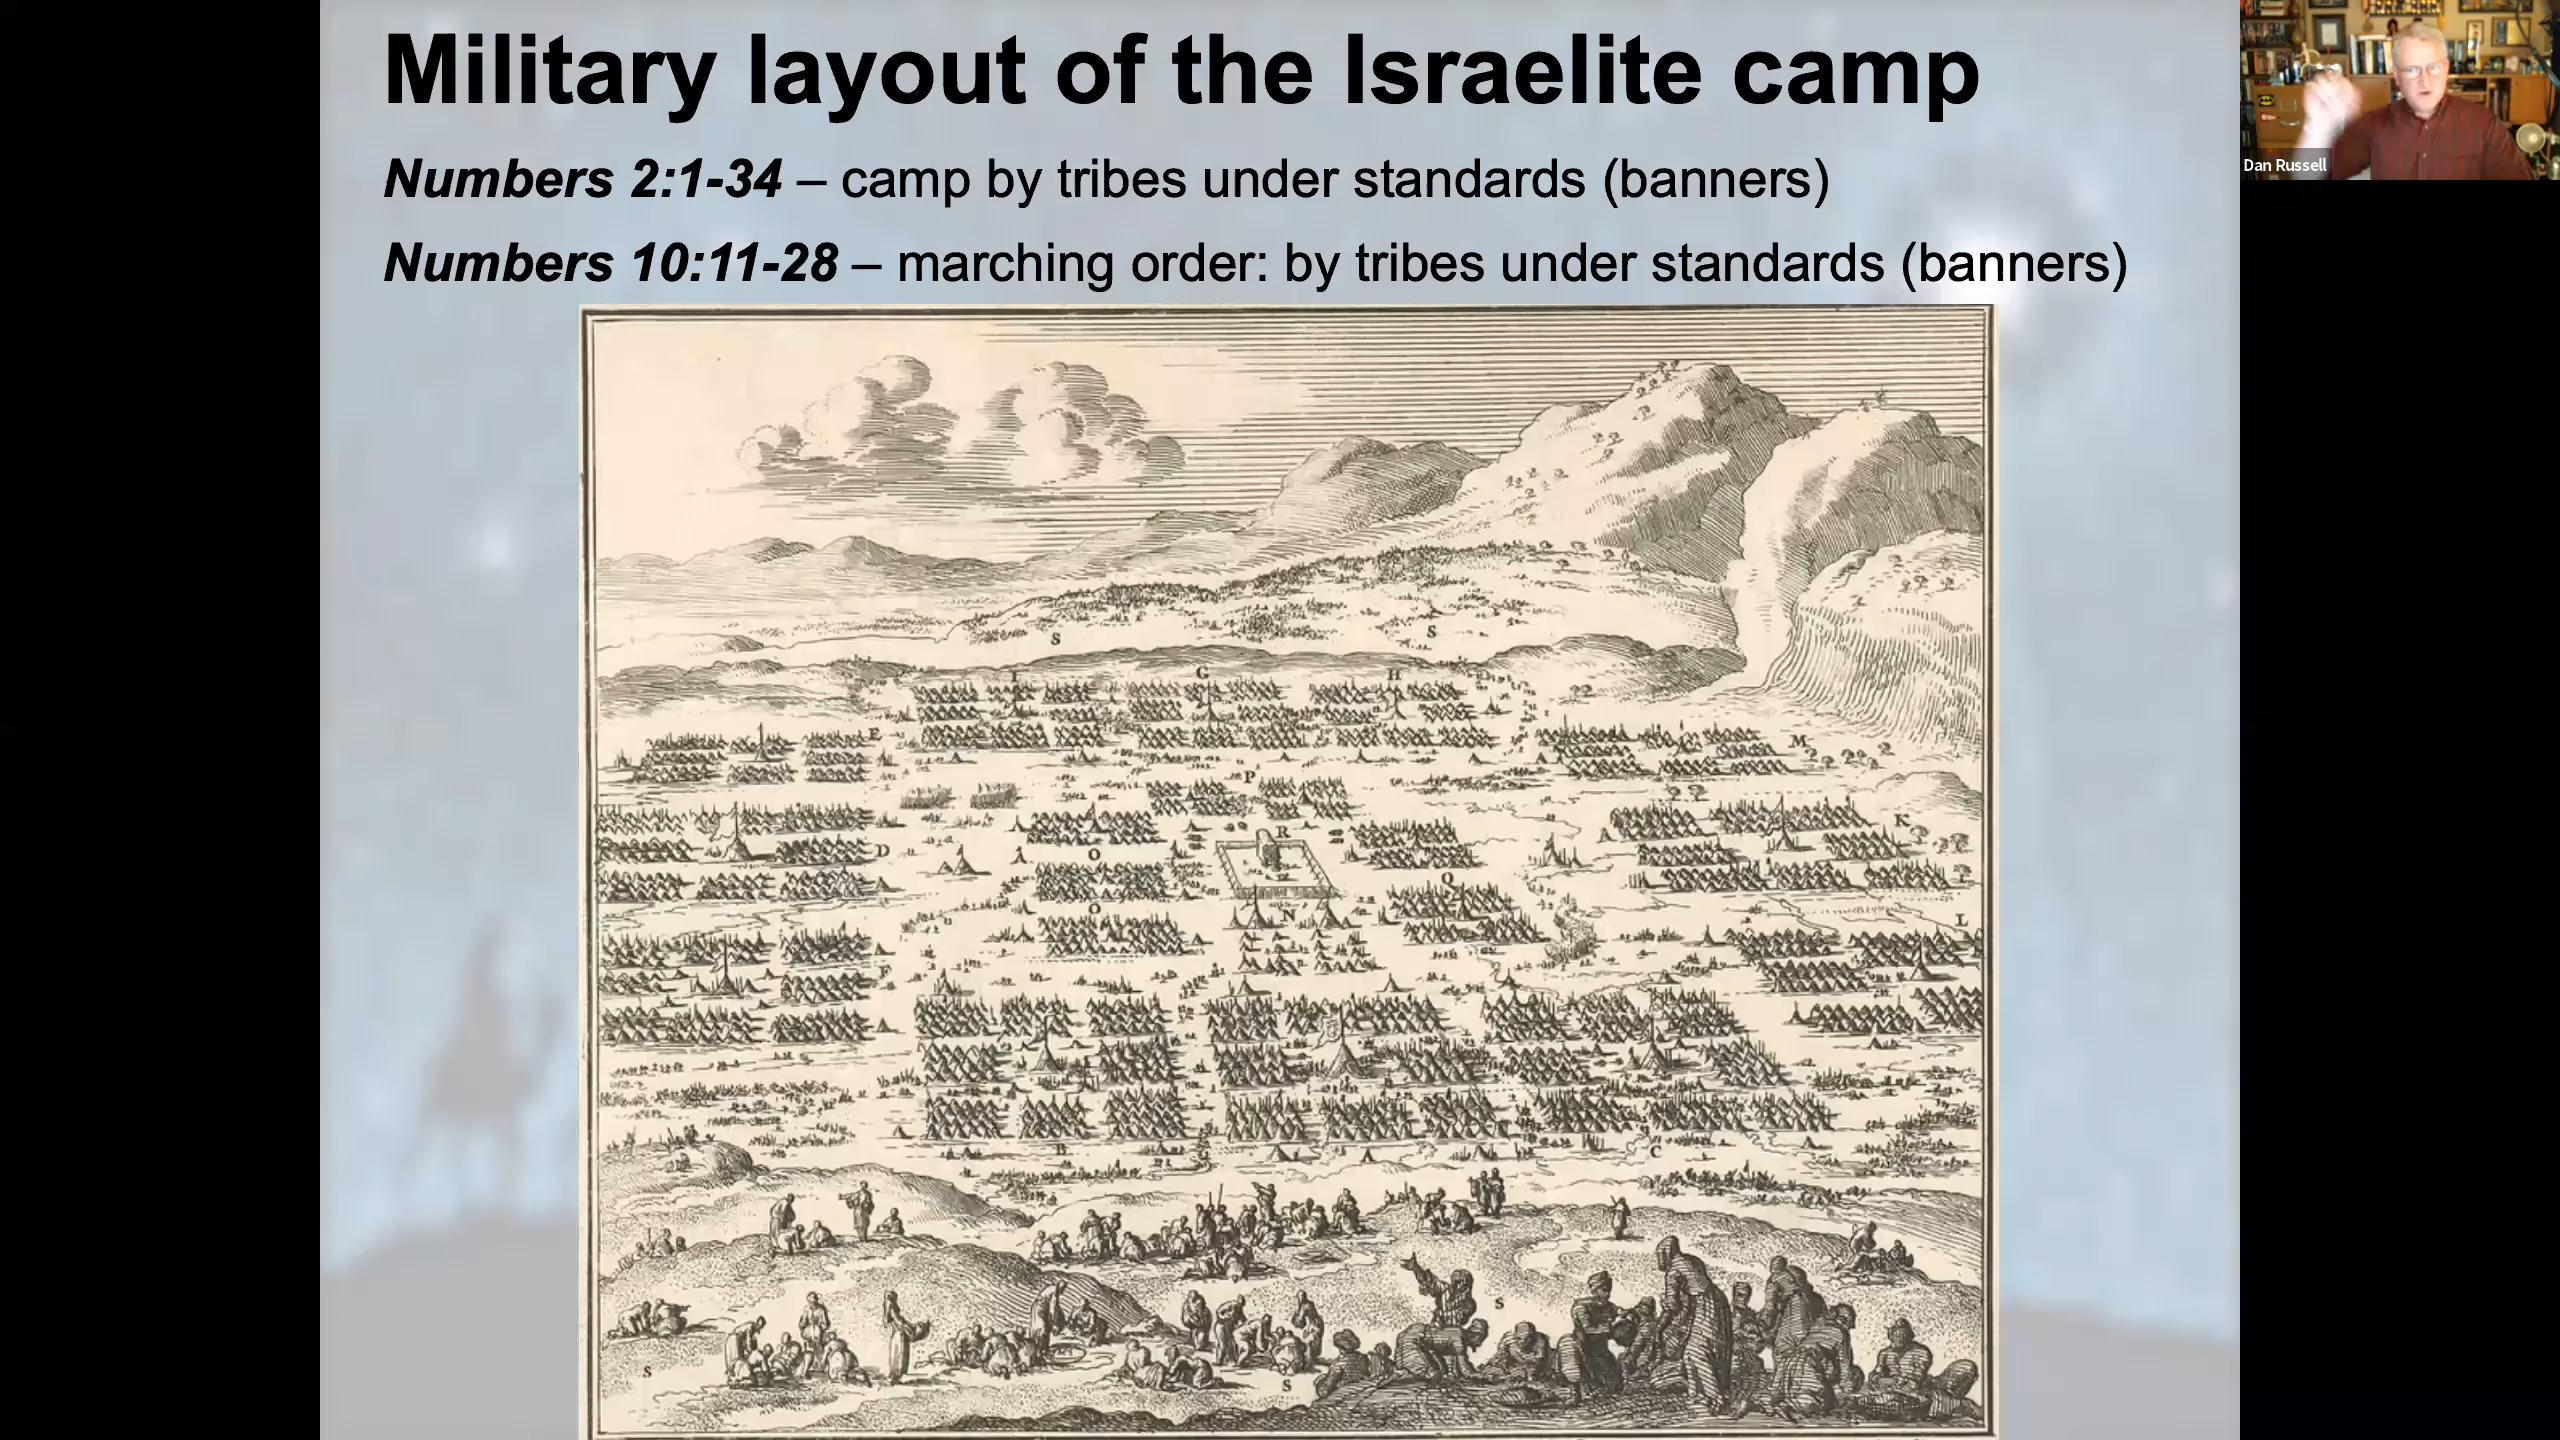 Military layout of the Israelite camp
Dan Russell
Numbers 2:1-34 – camp by tribes under standards (banners)
Numbers 10:11-28 – marching order: by tribes under standards (banners)
S S
I G H
E M
P
K
R
A
D O
Q
O N L
F
B C
S
S
S